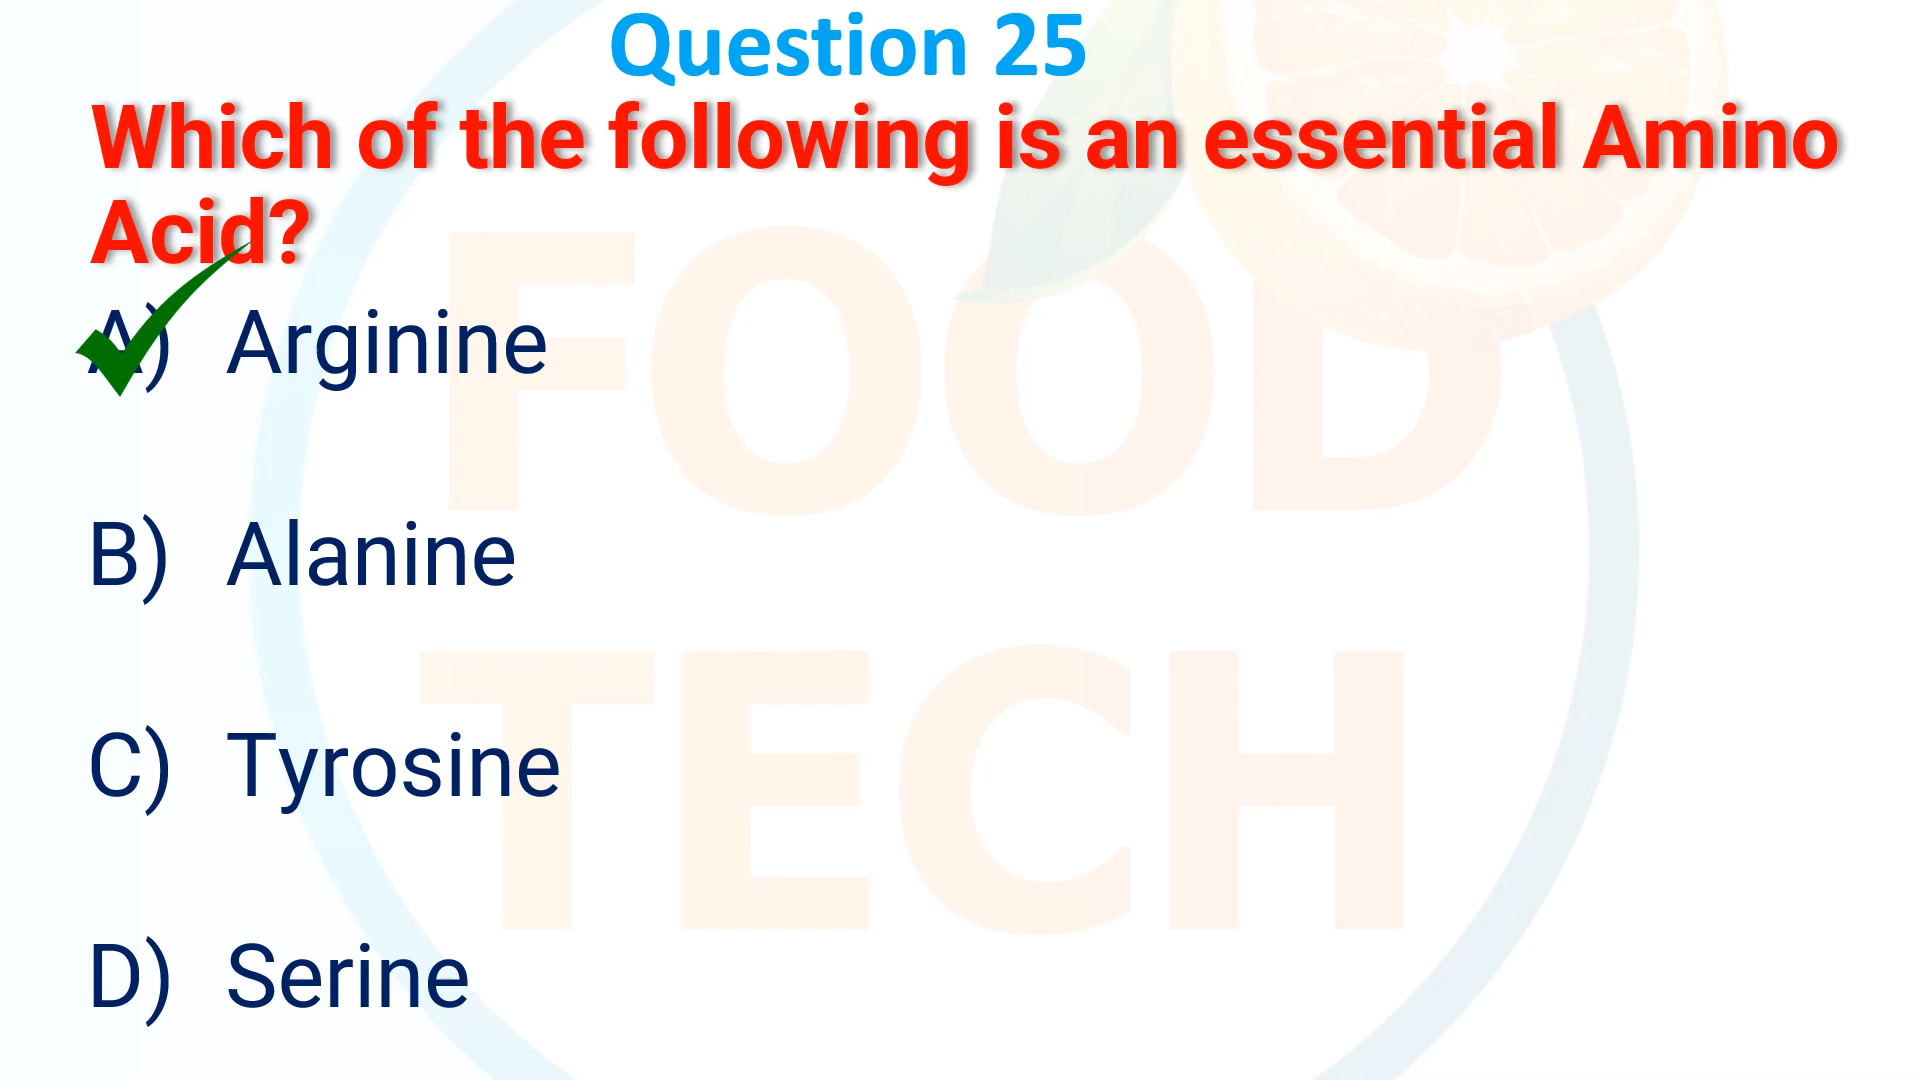 Question 25
Which of the following is an essential Amino
Acid?
A) Arginine
B) Alanine
C) Tyrosine
D) Serine
FOOD
TECH